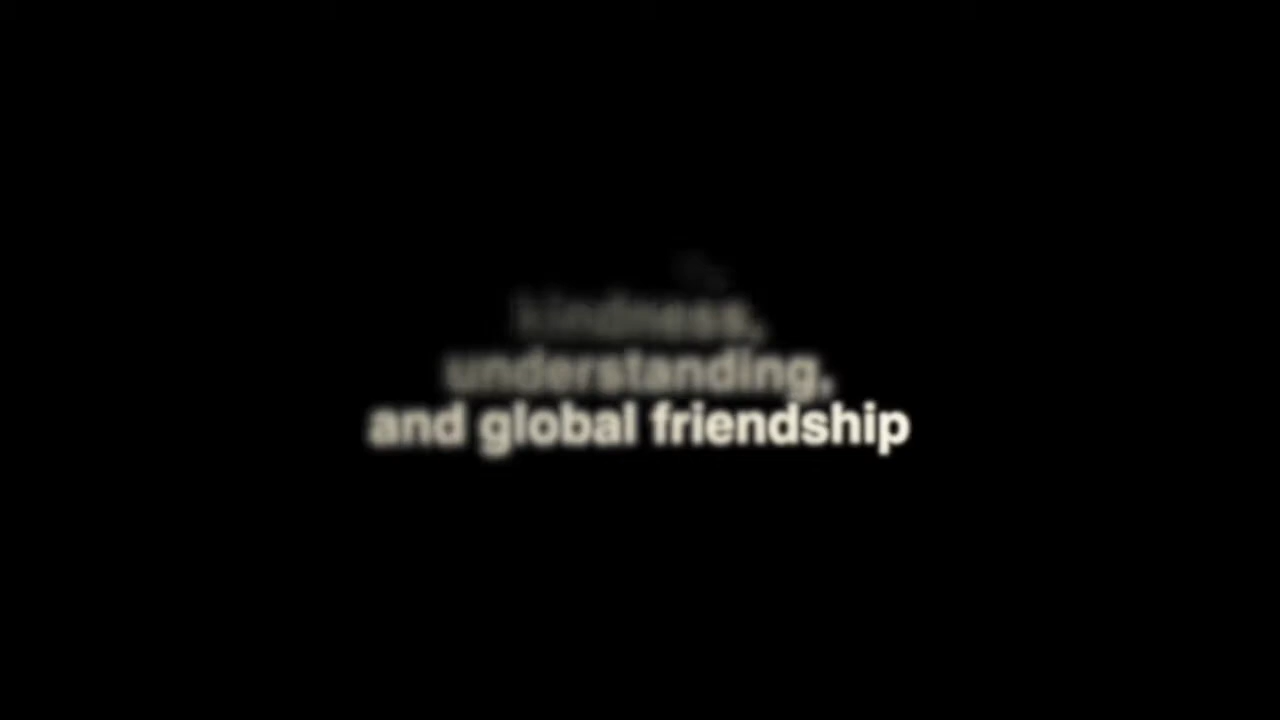 kindness,
understanding,
and global friendship